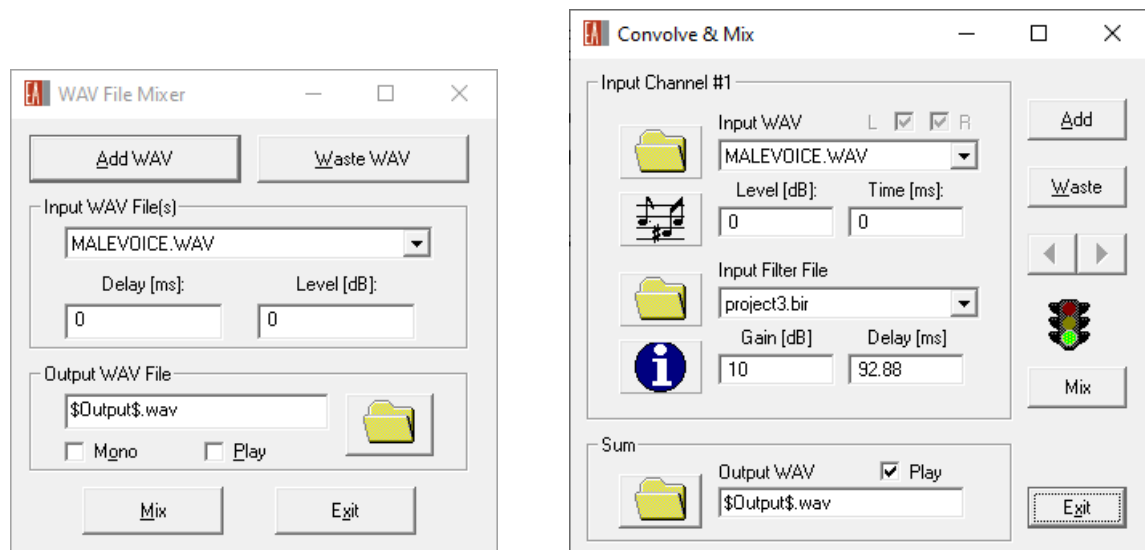 WAV File Mixer
Add WAV
Waste WAV
Input WAV File(s)
MALEVOICE.WAV
Delay [ms]:
Level [dB]:
0
0
Output WAV File
$Output$.wav
Mono
Play
Mix
Exit
Convolve & Mix
Input Channel #1
Input WAV
L
R
MALEVOICE.WAV
Level [dB]:
Time [ms]:
0
0
Input Filter File
project3.bir
Gain [dB]
Delay [ms]
10
92.88
Add
Waste
Mix
Sum
Output WAV
Play
$Output$.wav
Exit